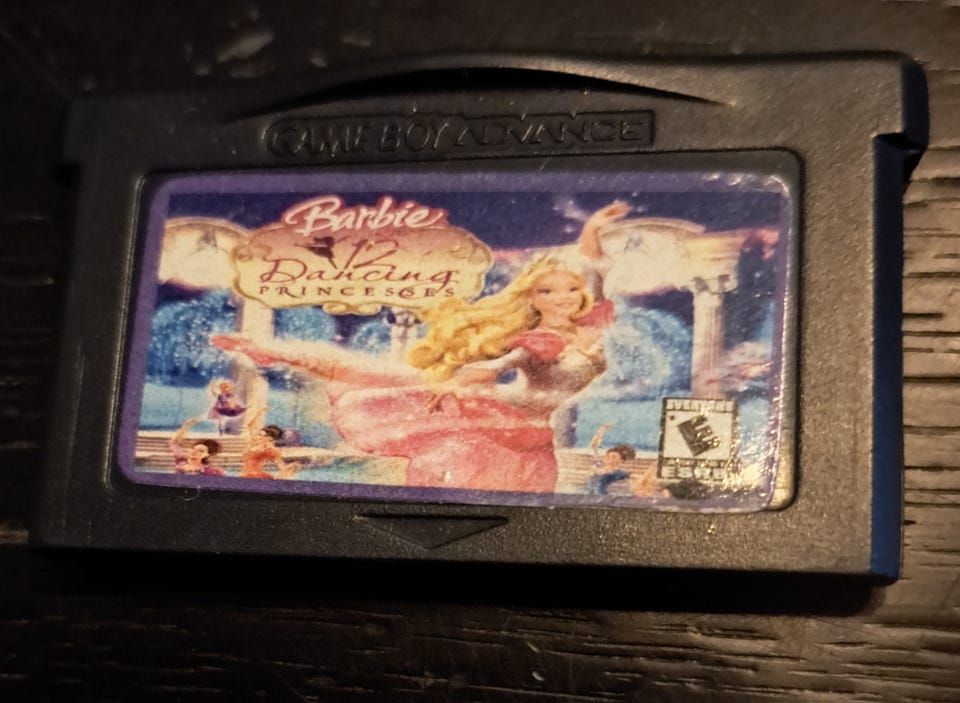 GAME BOY ADVANCE
Barbie
12
Dancing
PRINCESSES
EVERYONE
E
ESRB